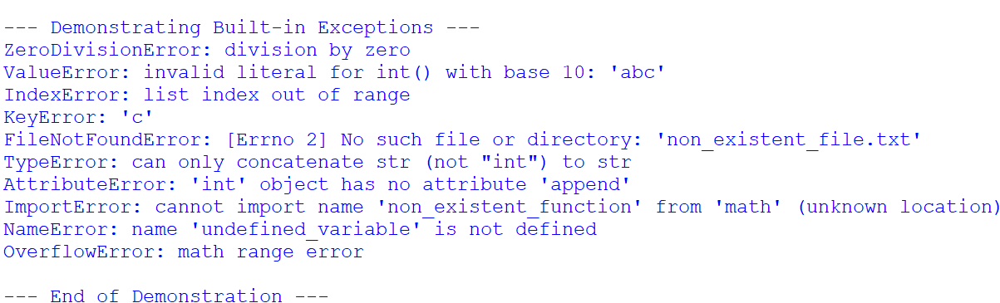 --- Demonstrating Built-in Exceptions ---
ZeroDivisionError: division by zero
ValueError: invalid literal for int() with base 10: 'abc'
IndexError: list index out of range
KeyError: 'c'
FileNotFoundError: [Errno 2] No such file or directory: 'non_existent_file.txt'
TypeError: can only concatenate str (not "int") to str
AttributeError: 'int' object has no attribute 'append'
ImportError: cannot import name 'non_existent_function' from 'math' (unknown location)
NameError: name 'undefined_variable' is not defined
OverflowError: math range error
--- End of Demonstration ---